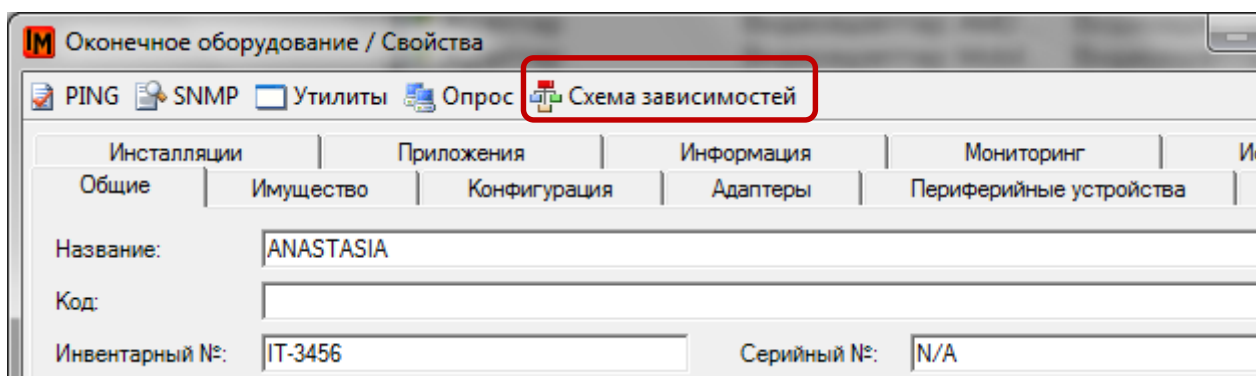 IM Оконечное оборудование / Свойства
PING SNMP Утилиты Опрос Схема зависимостей
Инсталляции Приложения Информация Мониторинг
Общие Имущество Конфигурация Адаптеры Периферийные устройства
Название: ANASTASIA
Код:
Инвентарный №: IT-3456 Серийный №: N/A